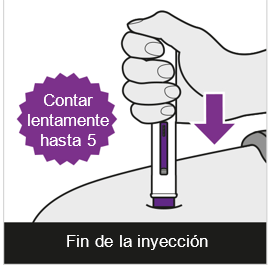 Contar
lentamente
hasta 5
Fin de la inyección